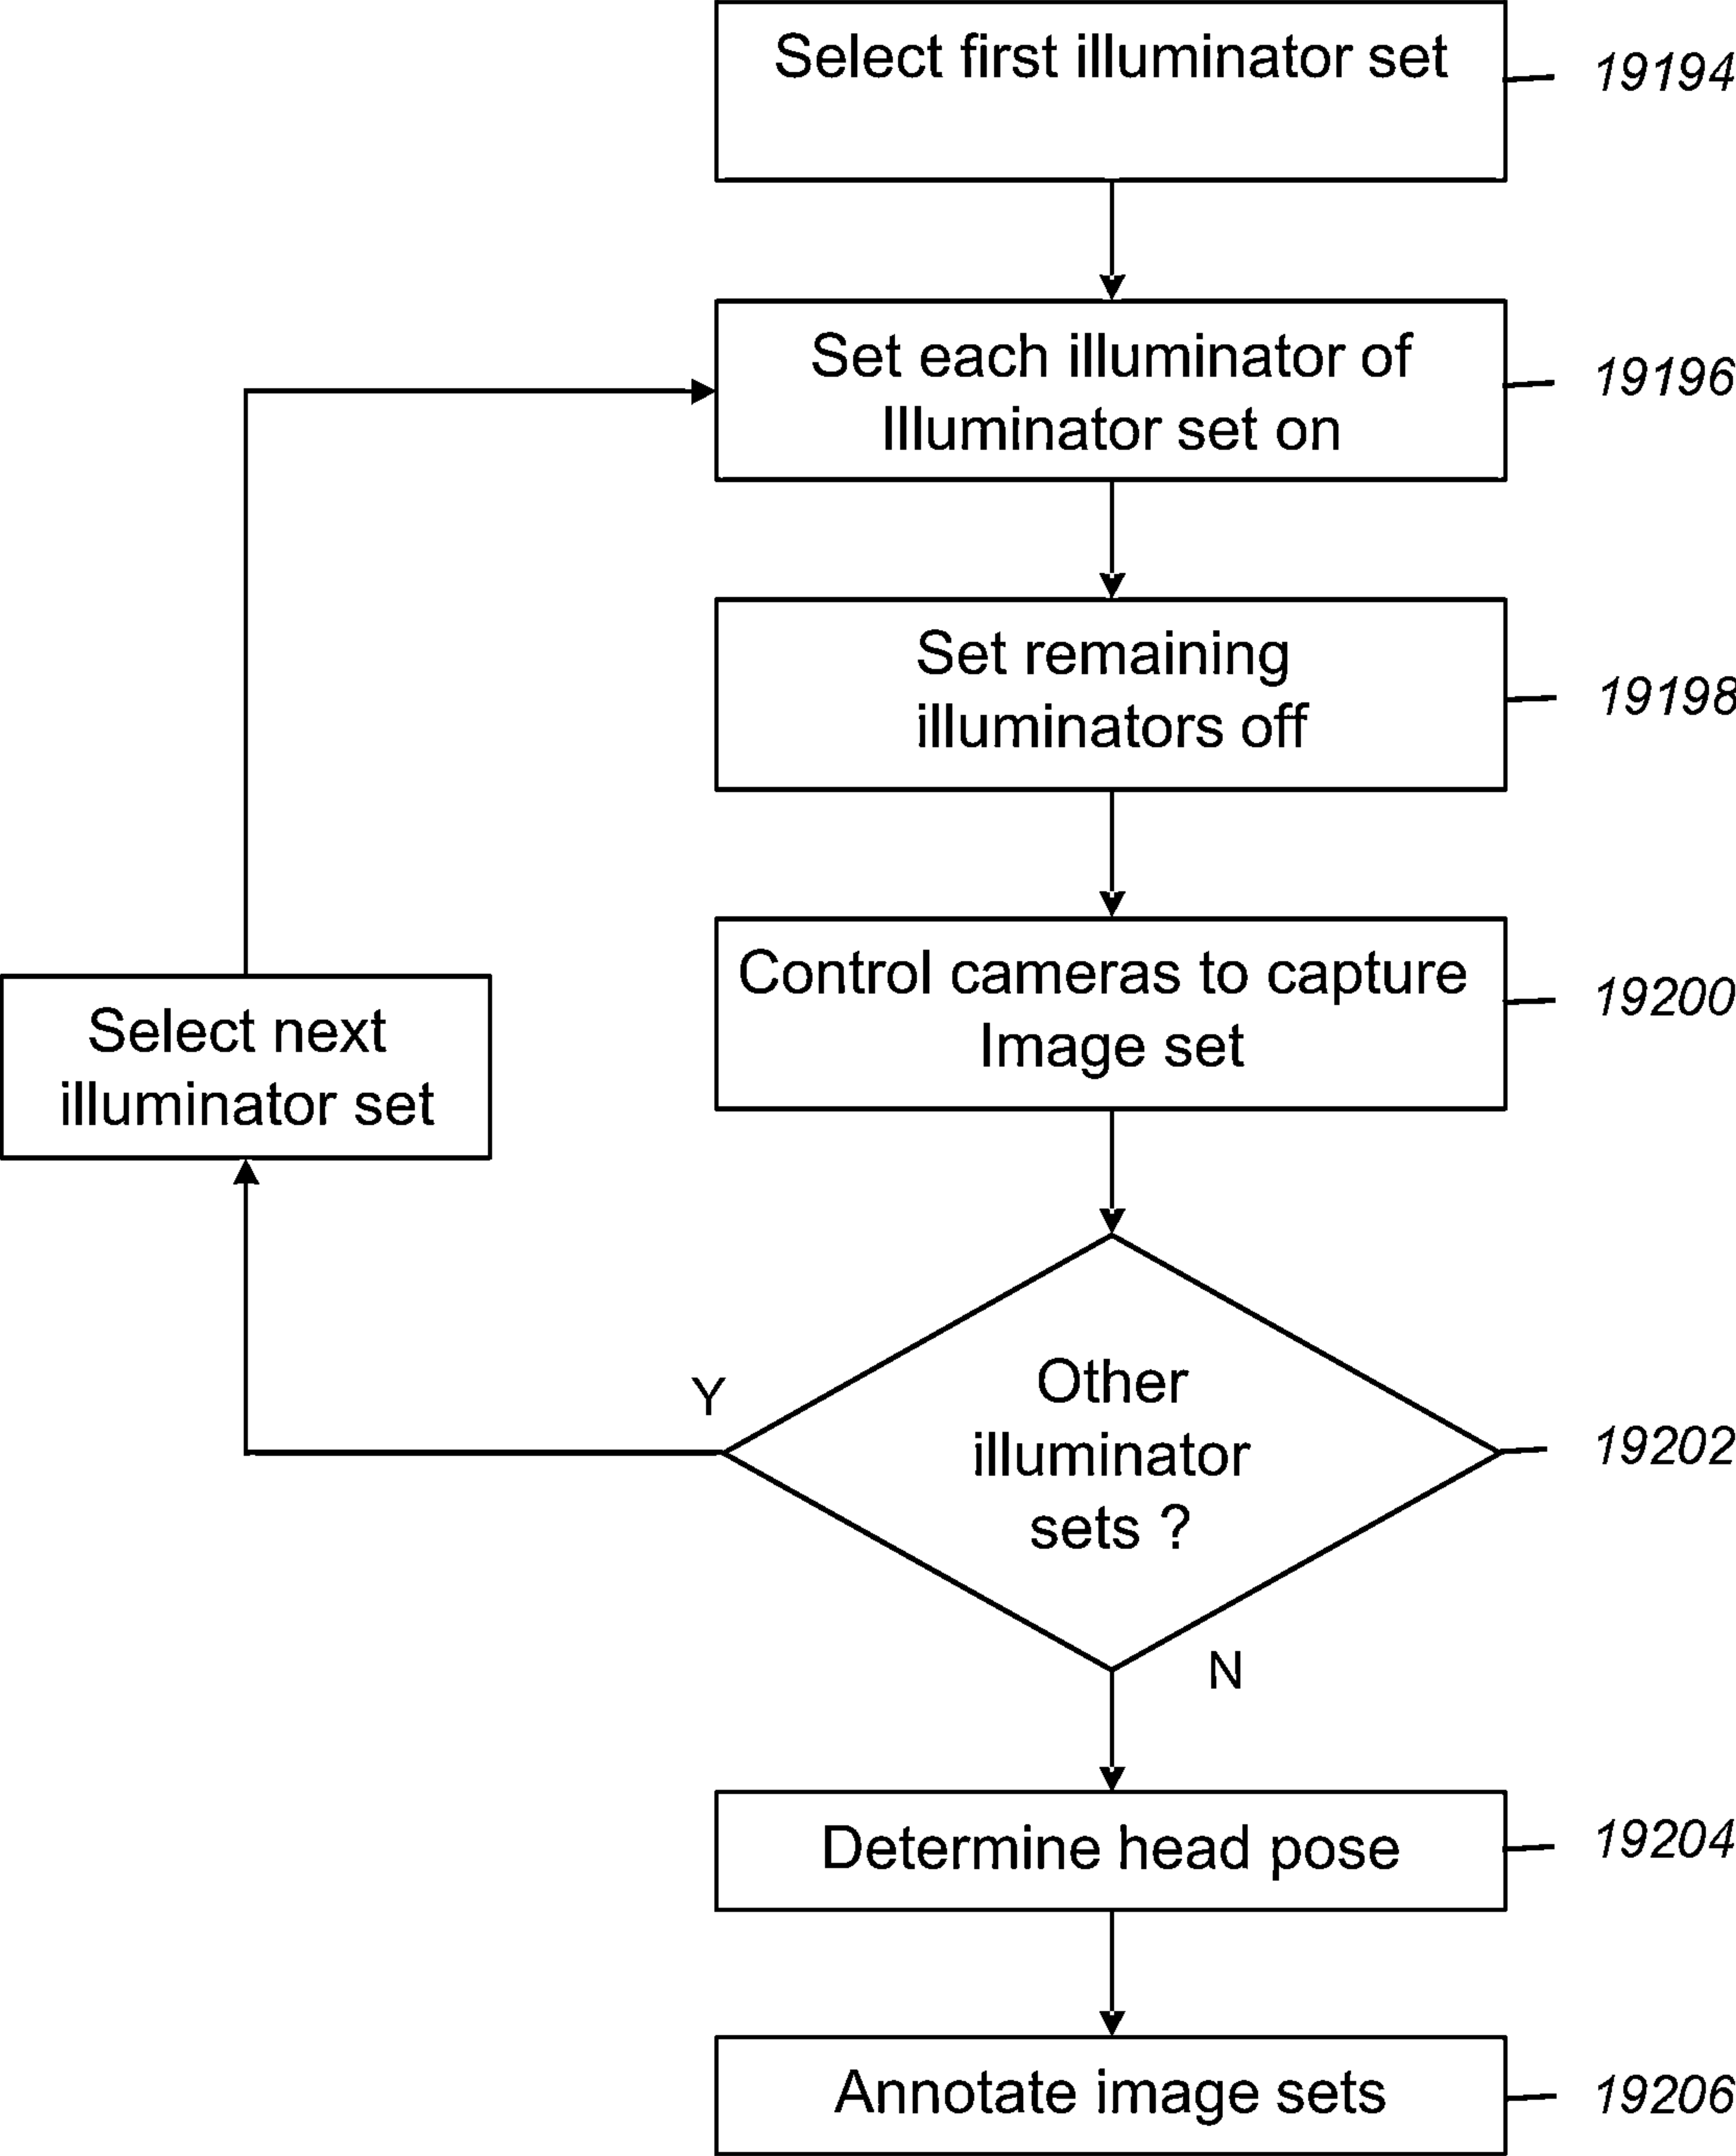 Select first illuminator set
19194
Set each illuminator of
Illuminator set on
19196
Set remaining
illuminators off
19198
Control cameras to capture
Image set
19200
Select next
illuminator set
Y
Other
illuminator
sets ?
19202
N
Determine head pose
19204
Annotate image sets
19206